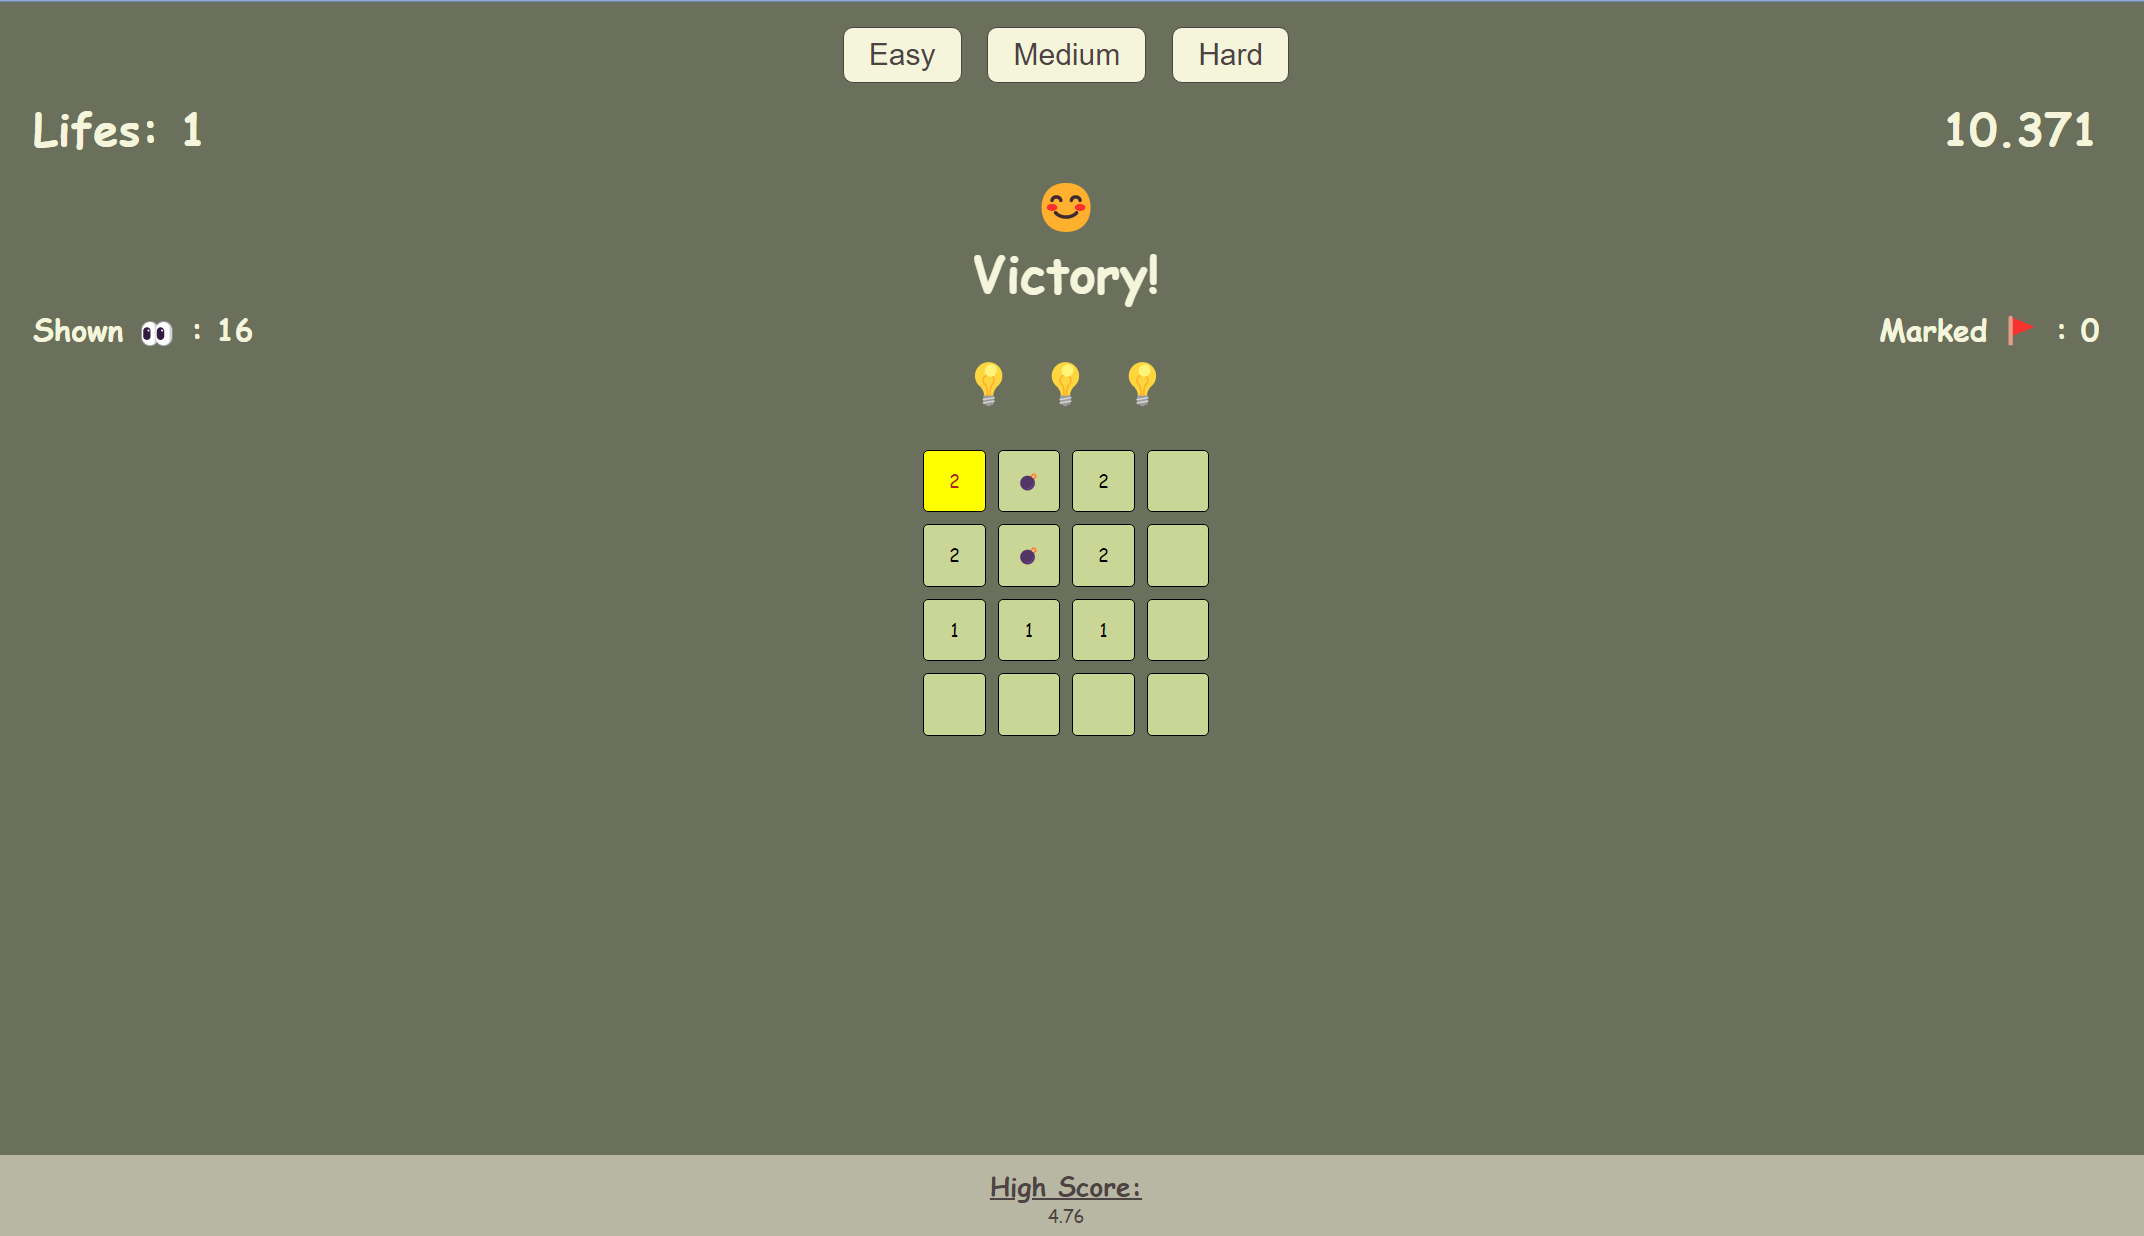 Easy Medium Hard
Lifes: 1 10.371
Victory!
Shown : 16 Marked : 0
2 2
2 2
1 1 1
High Score:
4.76